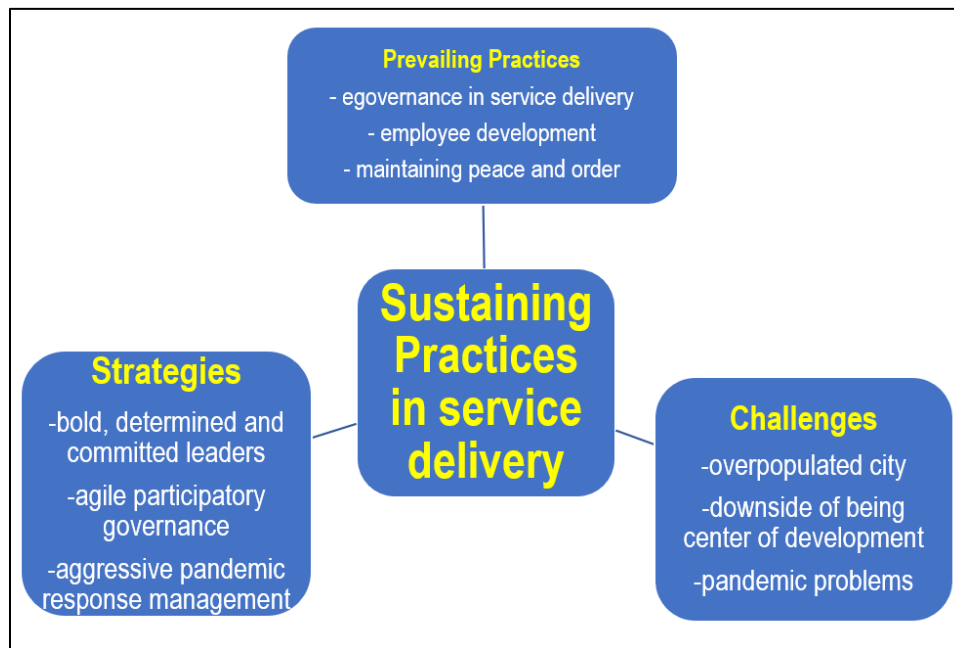 Prevailing Practices
- egovernance in service delivery
- employee development
- maintaining peace and order
Sustaining
Practices
in service
delivery
Strategies
-bold, determined and
committed leaders
-agile participatory
governance
-aggressive pandemic
response management
Challenges
-overpopulated city
-downside of being
center of development
-pandemic problems